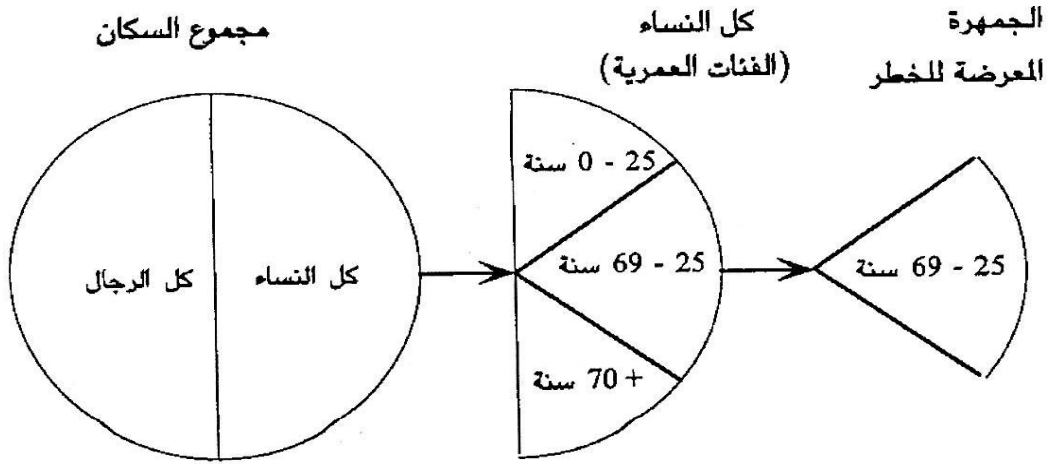 الجمهرة
المعرضة للخطر
كل النساء
(الفئات العمرية)
مجموع السكان
0 - 25 سنة
25 - 69 سنة
70 + سنة
25 - 69 سنة
كل النساء
كل الرجال